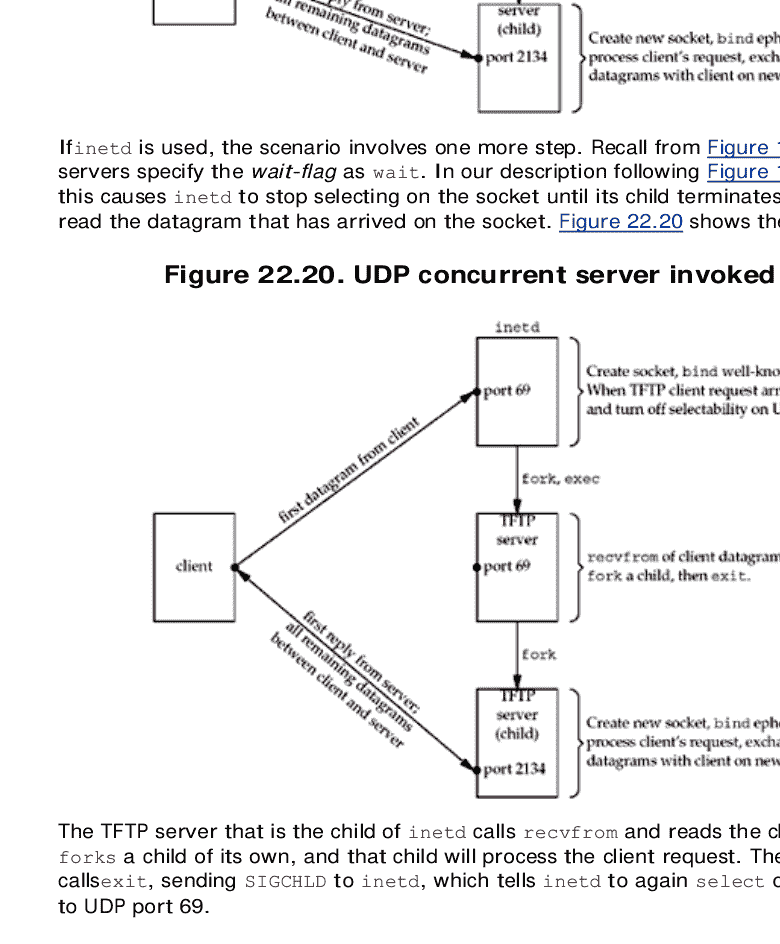 y from server;
all remaining datagrams
between client and server
server
(child)
port 2134
Create new socket, bind eph
process client's request, exch
datagrams with client on new
Ifinetd is used, the scenario involves one more step. Recall from Figure 1
servers specify the wait-flag as wait. In our description following Figure 1
this causes inetd to stop selecting on the socket until its child terminates
read the datagram that has arrived on the socket. Figure 22.20 shows the
Figure 22.20. UDP concurrent server invoked
inetd
port 69
Create socket, bind well-kno
When TFTP client request arr
and turn off selectability on U
first datagram from client
fork, exec
client
TFTP
server
port 69
recvfrom of client datagram
fork a child, then exit.
first reply from server;
all remaining datagrams
between client and server
fork
TFTP
server
(child)
port 2134
Create new socket, bind eph
process client's request, excha
datagrams with client on new
The TFTP server that is the child of inetd calls recvfrom and reads the cl
forks a child of its own, and that child will process the client request. The
callsexit, sending SIGCHLD to inetd, which tells inetd to again select o
to UDP port 69.